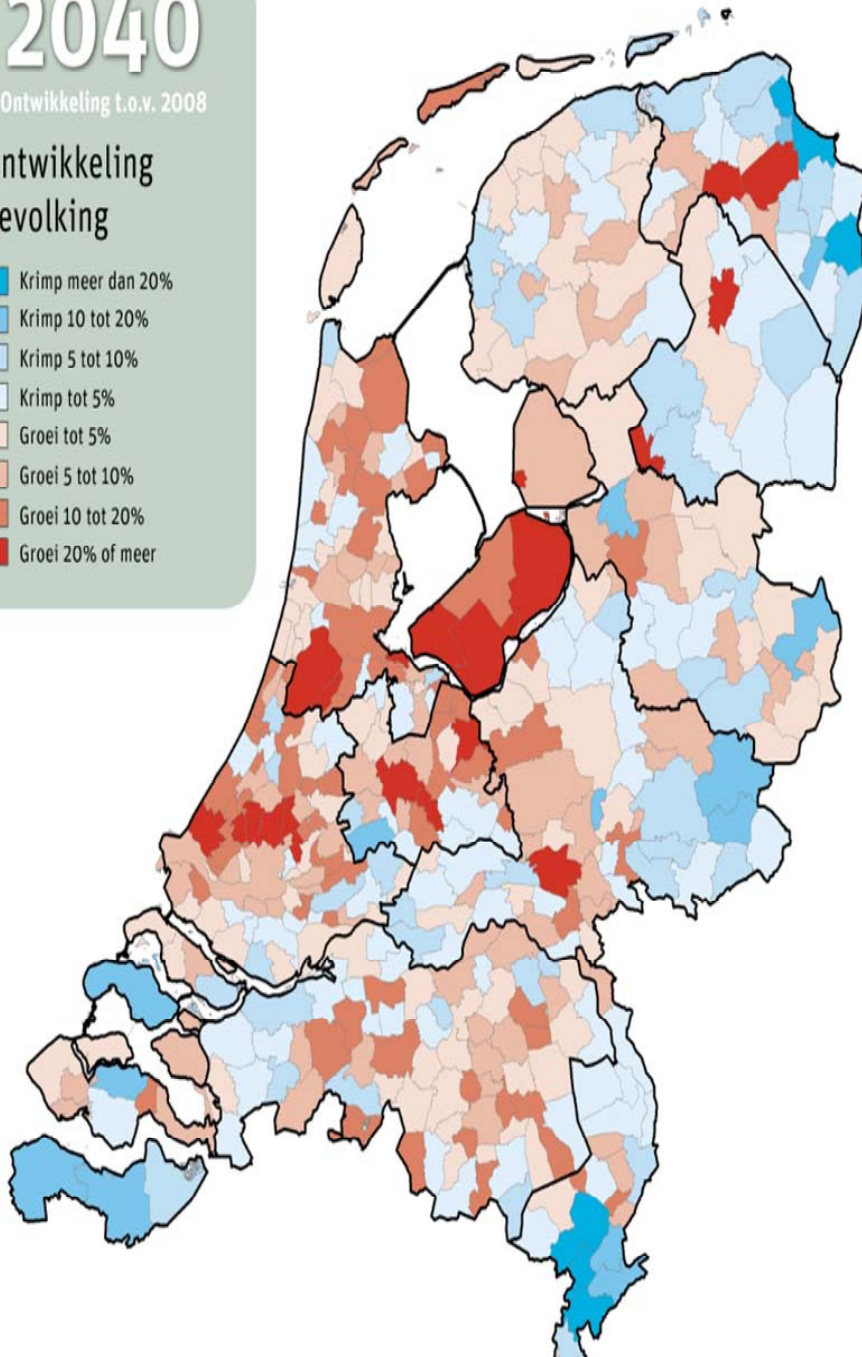 2040
Ontwikkeling t.o.v. 2008
ntwikkeling
evolking
Krimp meer dan 20%
Krimp 10 tot 20%
Krimp 5 tot 10%
Krimp tot 5%
Groei tot 5%
Groei 5 tot 10%
Groei 10 tot 20%
Groei 20% of meer